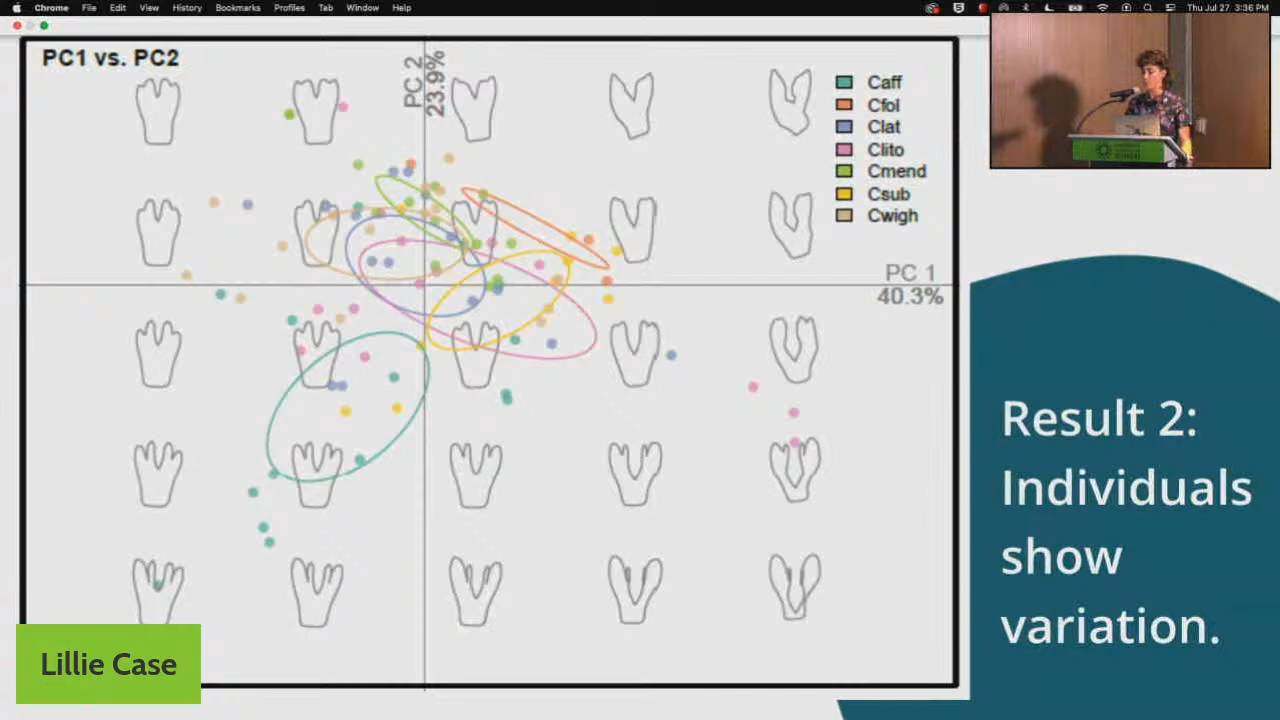 Chrome File Edit View History Bookmarks Profiles Tab Window Help
Thu Jul 27 3:36 PM
PC1 vs. PC2
PC 2
23.9%
Caff
Cfol
Clat
Clito
Cmend
Csub
Cwigh
PC 1
40.3%
Result 2:
Individuals
show
variation.
Lillie Case